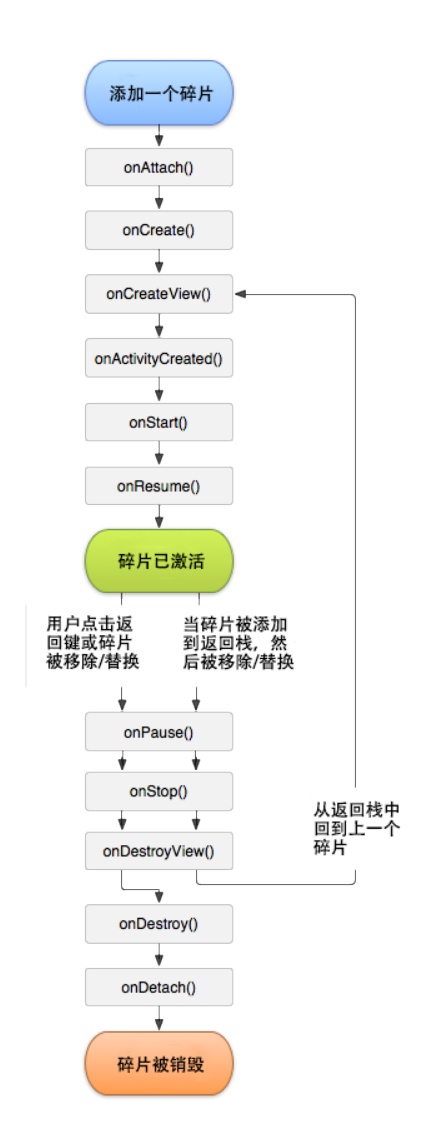 添加一个碎片
onAttach()
onCreate()
onCreateView()
onActivityCreated()
onStart()
onResume()
碎片已激活
用户点击返
回键或碎片
被移除/替换
当碎片被添加
到返回栈，然
后被移除/替换
onPause()
onStop()
从返回栈中
回到上一个
碎片
onDestroyView()
onDestroy()
onDetach()
碎片被销毁